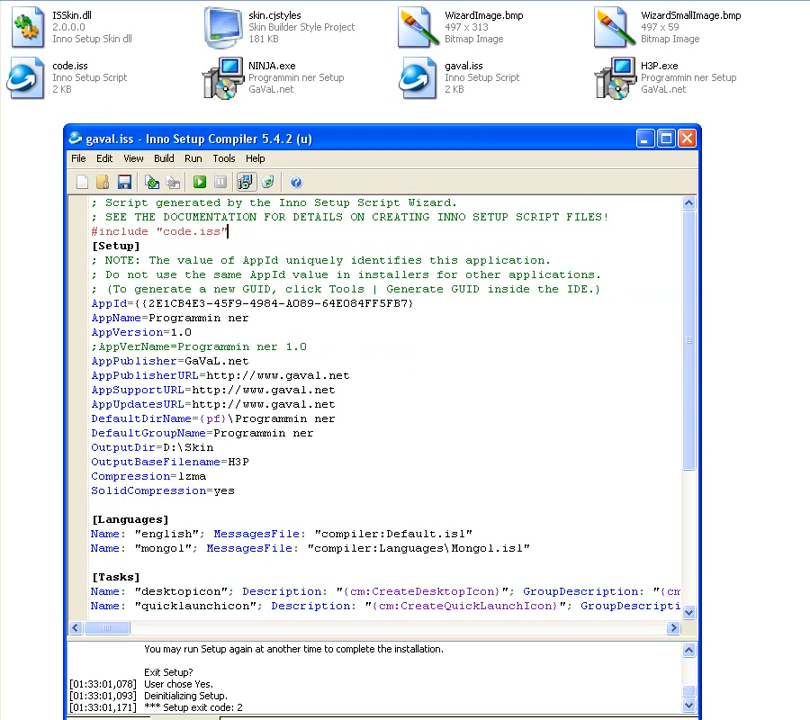 ISSkin.dll
2.0.0.0
Inno Setup Skin dll
skin.cjstyles
Skin Builder Style Project
181 KB
WizardImage.bmp
497 x 313
Bitmap Image
WizardSmallImage.bmp
497 x 59
Bitmap Image
code.iss
Inno Setup Script
2 KB
NINJA.exe
Programmin ner Setup
GaVaL.net
gaval.iss
Inno Setup Script
2 KB
H3P.exe
Programmin ner Setup
GaVaL.net
gaval.iss - Inno Setup Compiler 5.4.2 (u)
File Edit View Build Run Tools Help
; Script generated by the Inno Setup Script Wizard.
; SEE THE DOCUMENTATION FOR DETAILS ON CREATING INNO SETUP SCRIPT FILES!
#include "code.iss"
[Setup]
; NOTE: The value of AppId uniquely identifies this application.
; Do not use the same AppId value in installers for other applications.
; (To generate a new GUID, click Tools | Generate GUID inside the IDE.)
AppId={{2E1CB4E3-45F9-4984-A089-64E084FF5FB7}
AppName=Programmin ner
AppVersion=1.0
;AppVerName=Programmin ner 1.0
AppPublisher=GaVaL.net
AppPublisherURL=http://www.gaval.net
AppSupportURL=http://www.gaval.net
AppUpdatesURL=http://www.gaval.net
DefaultDirName={pf}\Programmin ner
DefaultGroupName=Programmin ner
OutputDir=D:\Skin
OutputBaseFilename=H3P
Compression=lzma
SolidCompression=yes
[Languages]
Name: "english"; MessagesFile: "compiler:Default.isl"
Name: "mongol"; MessagesFile: "compiler:Languages\Mongol.isl"
[Tasks]
Name: "desktopicon"; Description: "{cm:CreateDesktopIcon}"; GroupDescription: "{cm
Name: "quicklaunchicon"; Description: "{cm:CreateQuickLaunchIcon}"; GroupDescripti
You may run Setup again at another time to complete the installation.
Exit Setup?
[01:33:01,078] User chose Yes.
[01:33:01,093] Deinitializing Setup.
[01:33:01,171] *** Setup exit code: 2